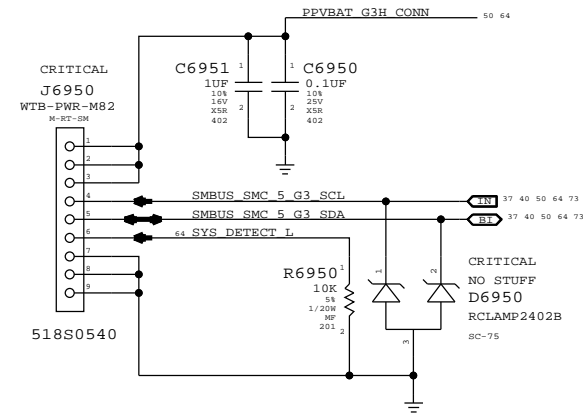 PPVBAT_G3H_CONN 50 64
CRITICAL
J6950
WTB-PWR-M82
M-RT-SM
C6951
1UF
10%
16V
X5R
402
1
2
C6950
0.1UF
10%
25V
X5R
402
1
2
1
2
3
4
5
6
7
8
9
518S0540
SMBUS_SMC_5_G3_SCL
IN 37 40 50 64 73
SMBUS_SMC_5_G3_SDA
BI 37 40 50 64 73
64 SYS_DETECT_L
R6950
10K
5%
1/20W
MF
201
1
2
1
2
3
CRITICAL
NO STUFF
D6950
RCLAMP2402B
SC-75